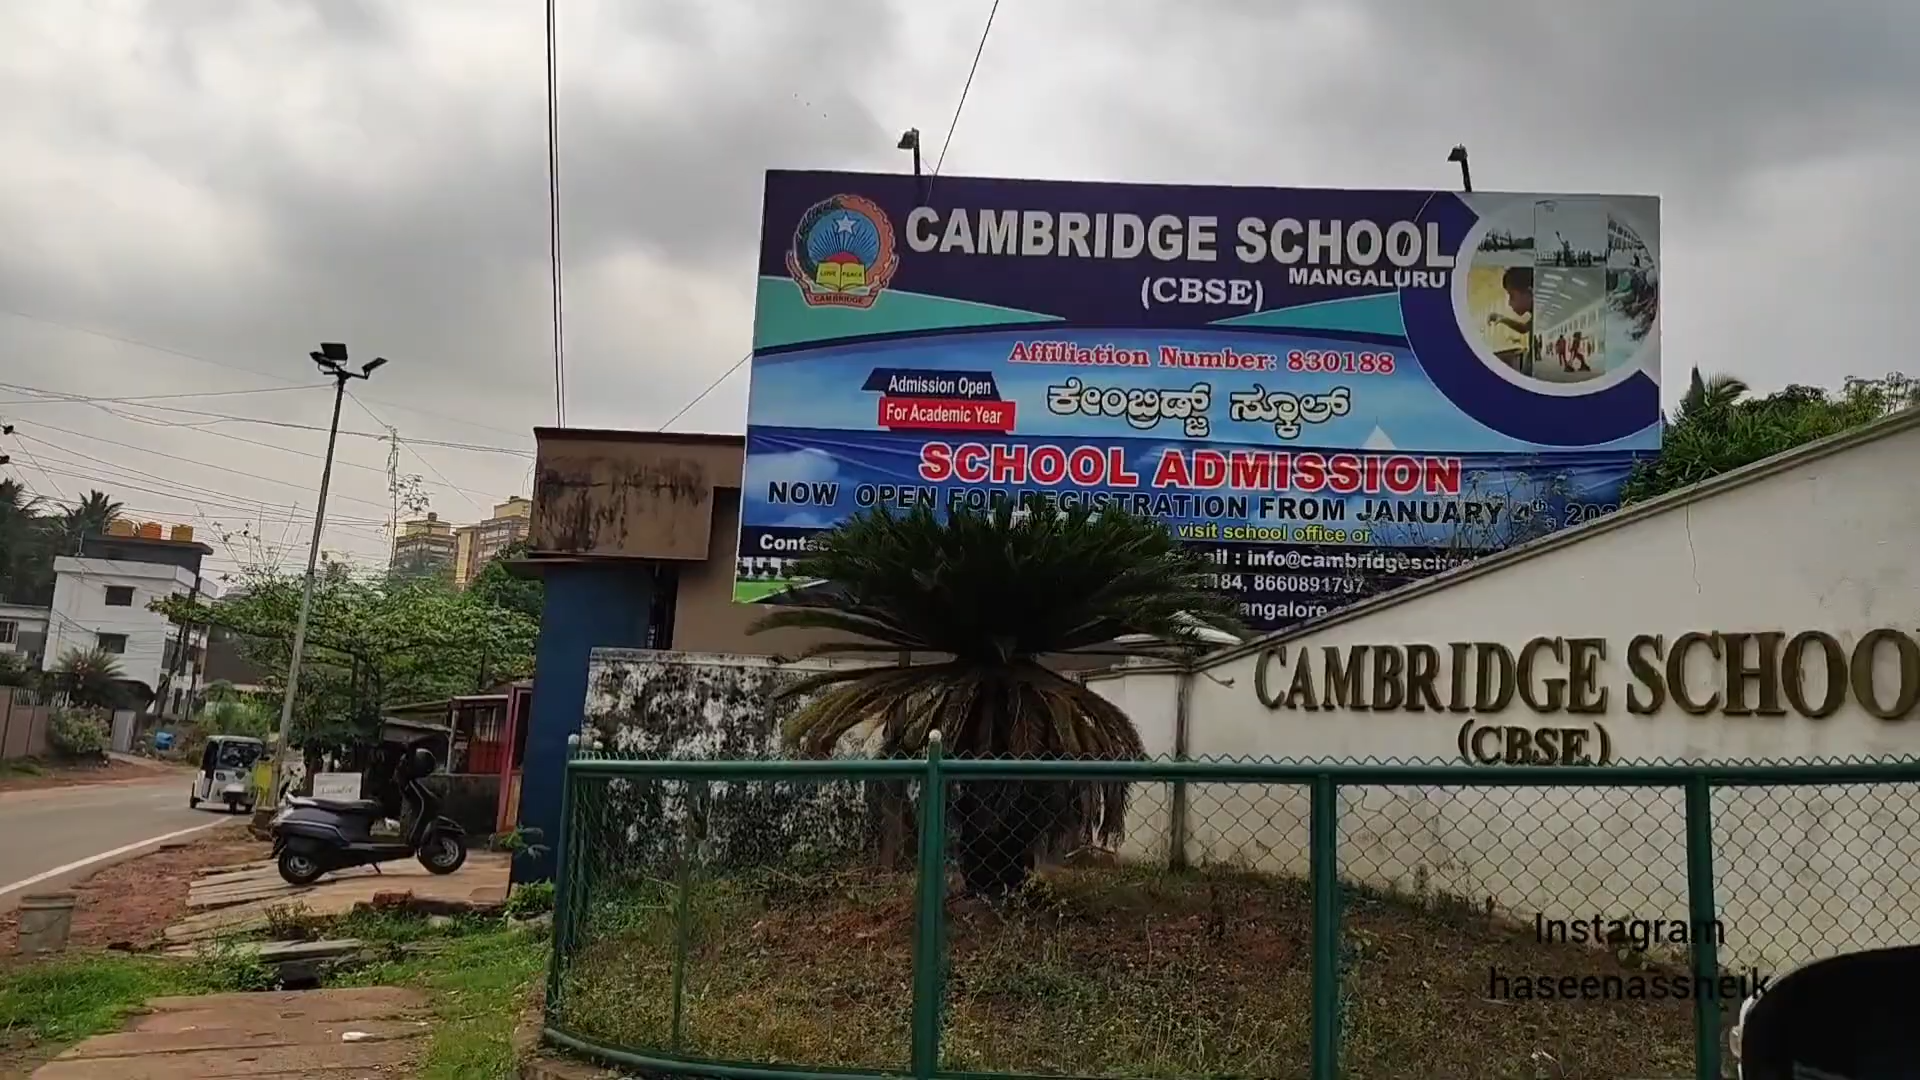 CAMBRIDGE SCHOOL
MANGALURU
(CBSE)
LOVE PEACE
CAMBRIDGE
Affiliation Number: 830188
Admission Open
For Academic Year
ಕೇಂಬ್ರಿಡ್ಜ್ ಸ್ಕೂಲ್
SCHOOL ADMISSION
NOW OPEN FOR REGISTRATION FROM JANUARY 4th,
visit school office or
info@cambridgesch
184, 8660891797
angalore
CAMBRIDGE SCHOO
(CBSE)
Instagram
haseenassneik